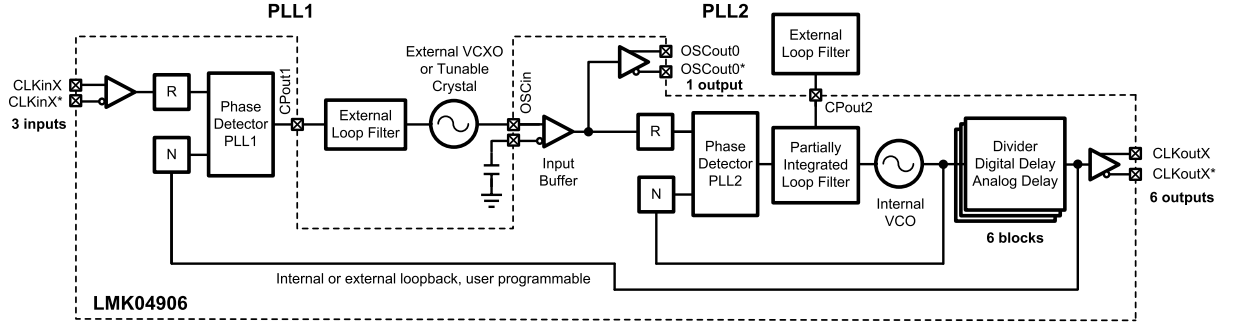 PLL1
PLL2
CLKinX
CLKinX*
3 inputs
R
N
Phase
Detector
PLL1
CPout1
External
Loop Filter
External VCXO
or Tunable
Crystal
OSCin
Input
Buffer
OSCout0
OSCout0*
1 output
External
Loop Filter
CPout2
R
N
Phase
Detector
PLL2
Partially
Integrated
Loop Filter
Internal
VCO
Divider
Digital Delay
Analog Delay
6 blocks
CLKoutX
CLKoutX*
6 outputs
Internal or external loopback, user programmable
LMK04906